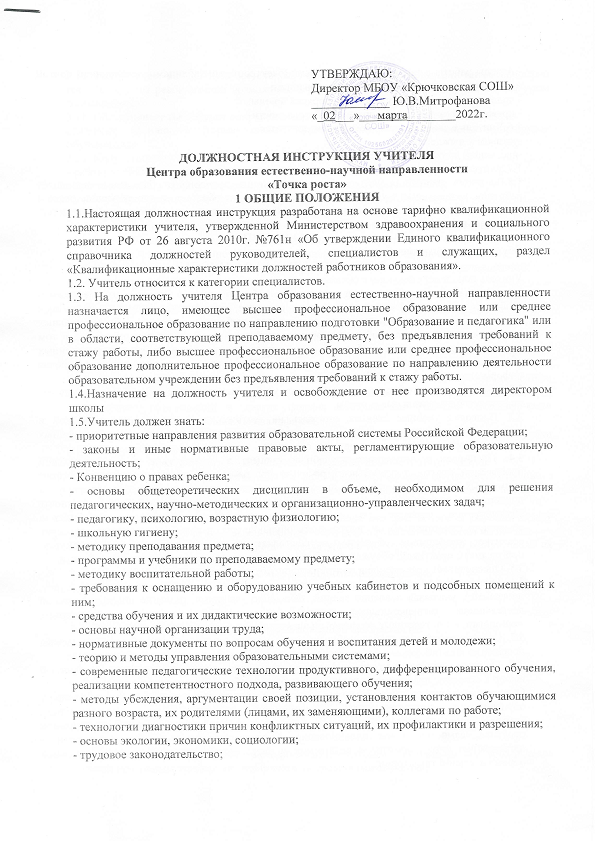 УТВЕРЖДАЮ:
Директор МБОУ «Крючковская СОШ»
____________ Ю.В.Митрофанова
«_02___»___марта________2022г.
ДОЛЖНОСТНАЯ ИНСТРУКЦИЯ УЧИТЕЛЯ
Центра образования естественно-научной направленности
«Точка роста»
1 ОБЩИЕ ПОЛОЖЕНИЯ
1.1.Настоящая должностная инструкция разработана на основе тарифно квалификационной
характеристики учителя, утвержденной Министерством здравоохранения и социального
развития РФ от 26 августа 2010г. №761н «Об утверждении Единого квалификационного
справочника должностей руководителей, специалистов и служащих, раздел
«Квалификационные характеристики должностей работников образования».
1.2. Учитель относится к категории специалистов.
1.3. На должность учителя Центра образования естественно-научной направленности
назначается лицо, имеющее высшее профессиональное образование или среднее
профессиональное образование по направлению подготовки "Образование и педагогика" или
в области, соответствующей преподаваемому предмету, без предъявления требований к
стажу работы, либо высшее профессиональное образование или среднее профессиональное
образование дополнительное профессиональное образование по направлению деятельности
образовательном учреждении без предъявления требований к стажу работы.
1.4.Назначение на должность учителя и освобождение от нее производятся директором
школы
1.5.Учитель должен знать:
- приоритетные направления развития образовательной системы Российской Федерации;
- законы и иные нормативные правовые акты, регламентирующие образовательную
деятельность;
- Конвенцию о правах ребенка;
- основы общетеоретических дисциплин в объеме, необходимом для решения
педагогических, научно-методических и организационно-управленческих задач;
- педагогику, психологию, возрастную физиологию;
- школьную гигиену;
- методику преподавания предмета;
- программы и учебники по преподаваемому предмету;
- методику воспитательной работы;
- требования к оснащению и оборудованию учебных кабинетов и подсобных помещений к
ним;
- средства обучения и их дидактические возможности;
- основы научной организации труда;
- нормативные документы по вопросам обучения и воспитания детей и молодежи;
- теорию и методы управления образовательными системами;
- современные педагогические технологии продуктивного, дифференцированного обучения,
реализации компетентностного подхода, развивающего обучения;
- методы убеждения, аргументации своей позиции, установления контактов обучающимися
разного возраста, их родителями (лицами, их заменяющими), коллегами по работе;
- технологии диагностики причин конфликтных ситуаций, их профилактики и разрешения;
- основы экологии, экономики, социологии;
- трудовое законодательство;